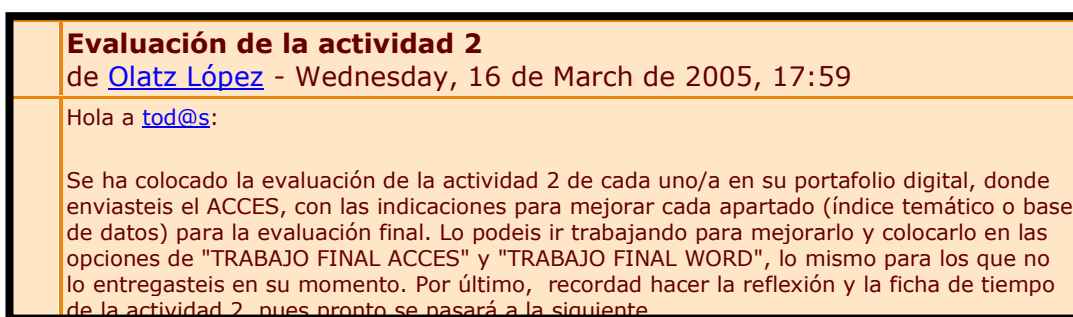 Evaluación de la actividad 2
de Olatz López - Wednesday, 16 de March de 2005, 17:59
Hola a tod@s:
Se ha colocado la evaluación de la actividad 2 de cada uno/a en su portafolio digital, donde
enviasteis el ACCES, con las indicaciones para mejorar cada apartado (índice temático o base
de datos) para la evaluación final. Lo podeis ir trabajando para mejorarlo y colocarlo en las
opciones de "TRABAJO FINAL ACCES" y "TRABAJO FINAL WORD", lo mismo para los que no
lo entregasteis en su momento. Por último, recordad hacer la reflexión y la ficha de tiempo
de la actividad 2, pues pronto se pasará a la siguiente